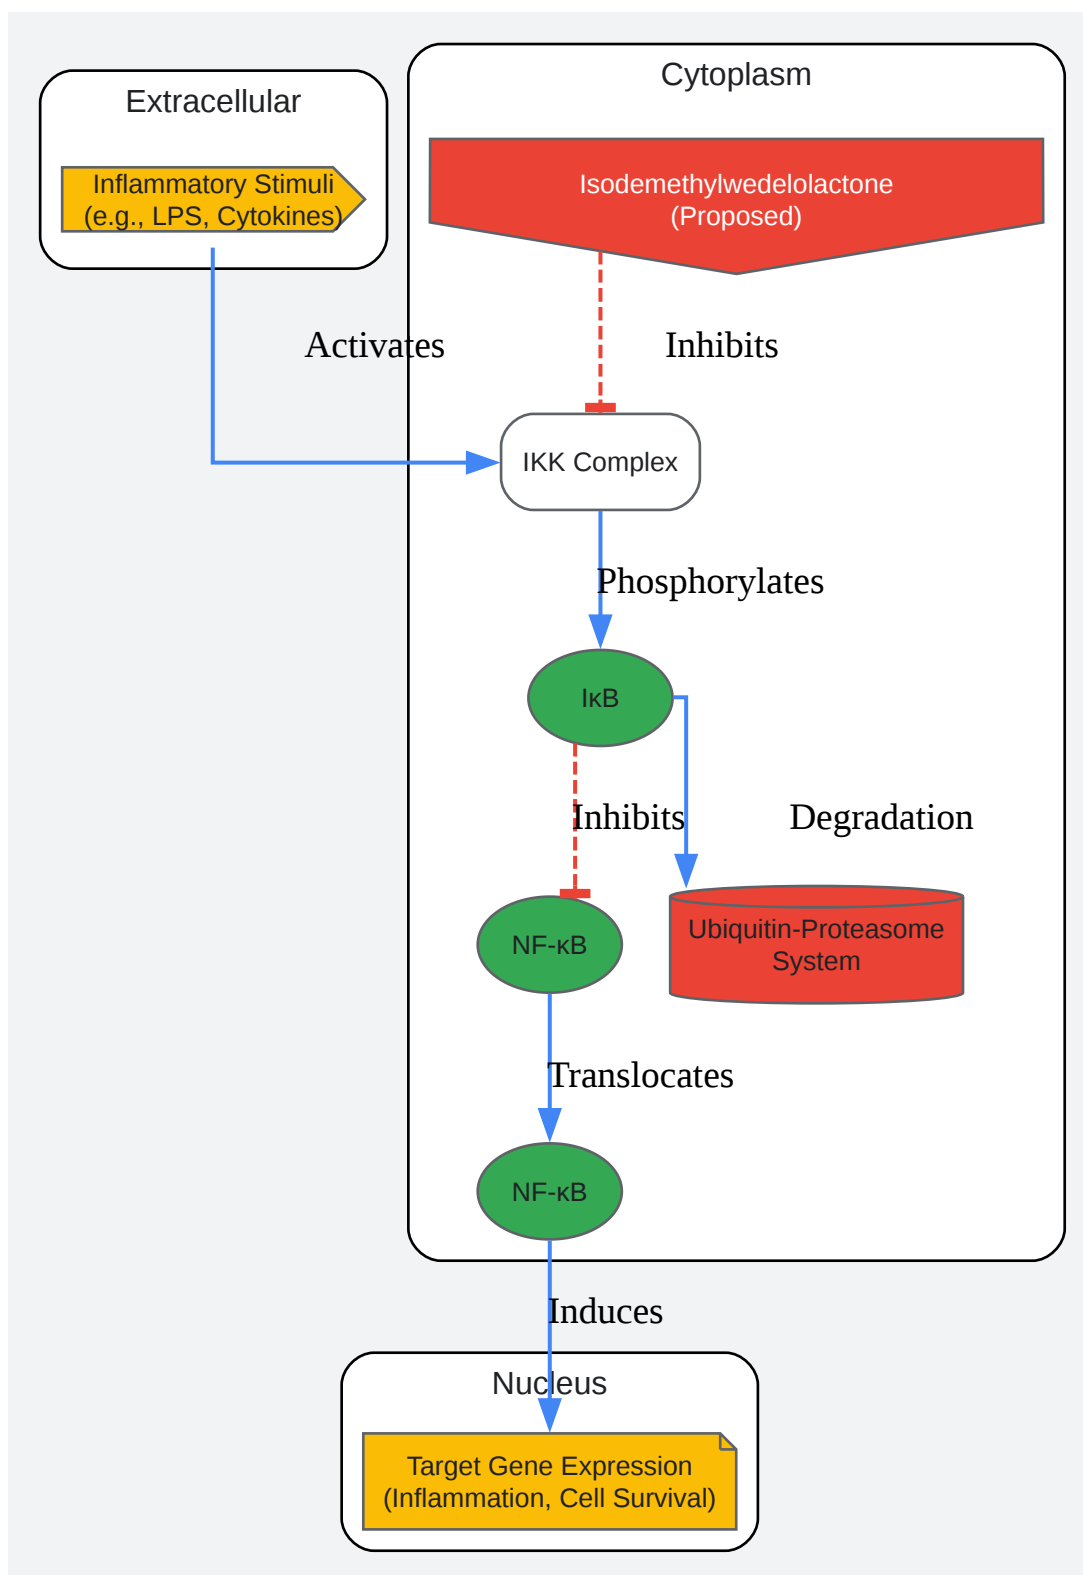 Extracellular
Inflammatory Stimuli
(e.g., LPS, Cytokines)
Cytoplasm
Isodemethylwedelolactone
(Proposed)
Activates
Inhibits
IKK Complex
Phosphorylates
IκB
Inhibits
Degradation
NF-κB
Ubiquitin-Proteasome
System
Translocates
NF-κB
Induces
Nucleus
Target Gene Expression
(Inflammation, Cell Survival)